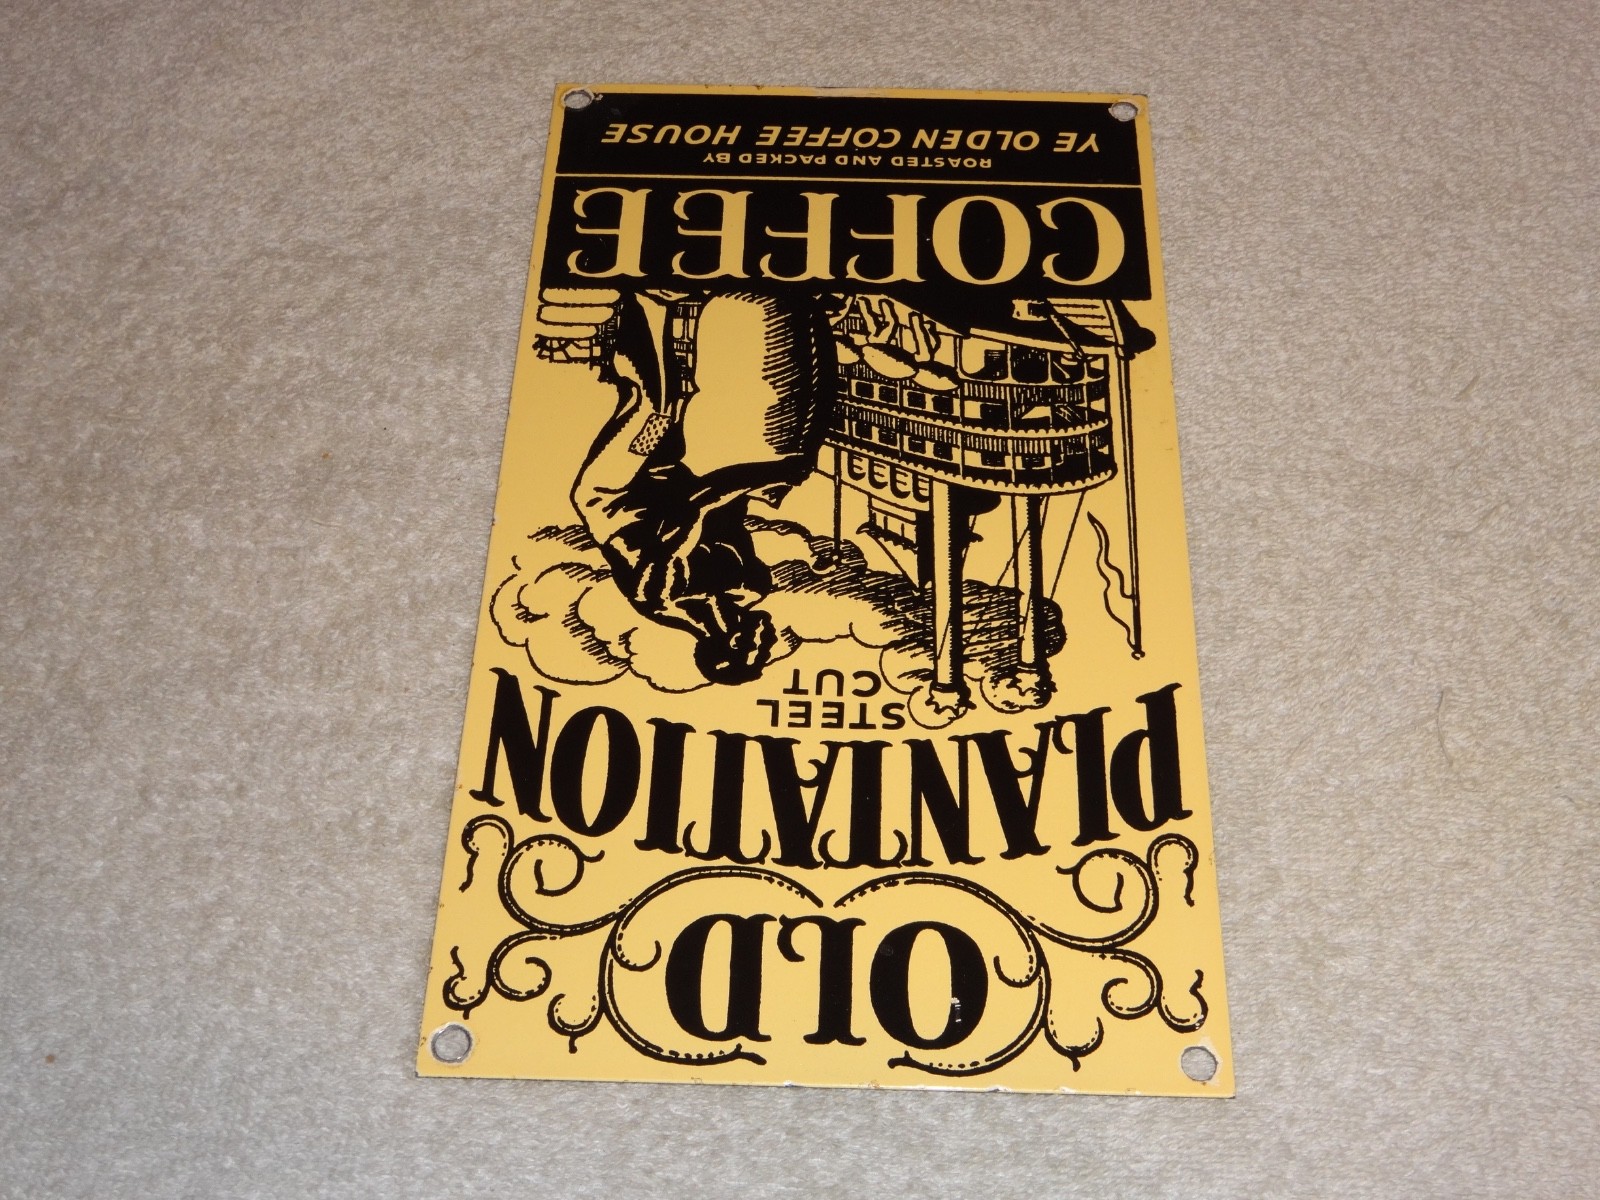 OLD
PLANTATION
STEEL
CUT
COFFEE
ROASTED AND PACKED BY
YE OLDEN COFFEE HOUSE